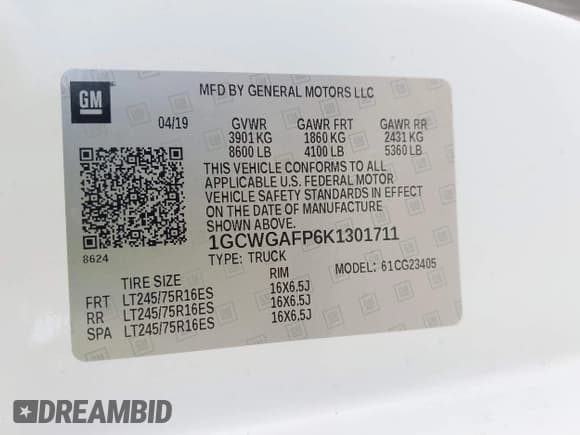 GM
MFD BY GENERAL MOTORS LLC
04/19 GVWR GAWR FRT GAWR RR
3901 KG 1860 KG 2431 KG
8600 LB 4100 LB 5360 LB
THIS VEHICLE CONFORMS TO ALL
APPLICABLE U.S. FEDERAL MOTOR
VEHICLE SAFETY STANDARDS IN EFFECT
ON THE DATE OF MANUFACTURE
SHOWN ABOVE.
8624
1GCWGAFP6K1301711
TYPE: TRUCK MODEL: 61CG23405
TIRE SIZE RIM
FRT LT245/75R16ES 16X6.5J
RR LT245/75R16ES 16X6.5J
SPA LT245/75R16ES 16X6.5J
DREAMBID